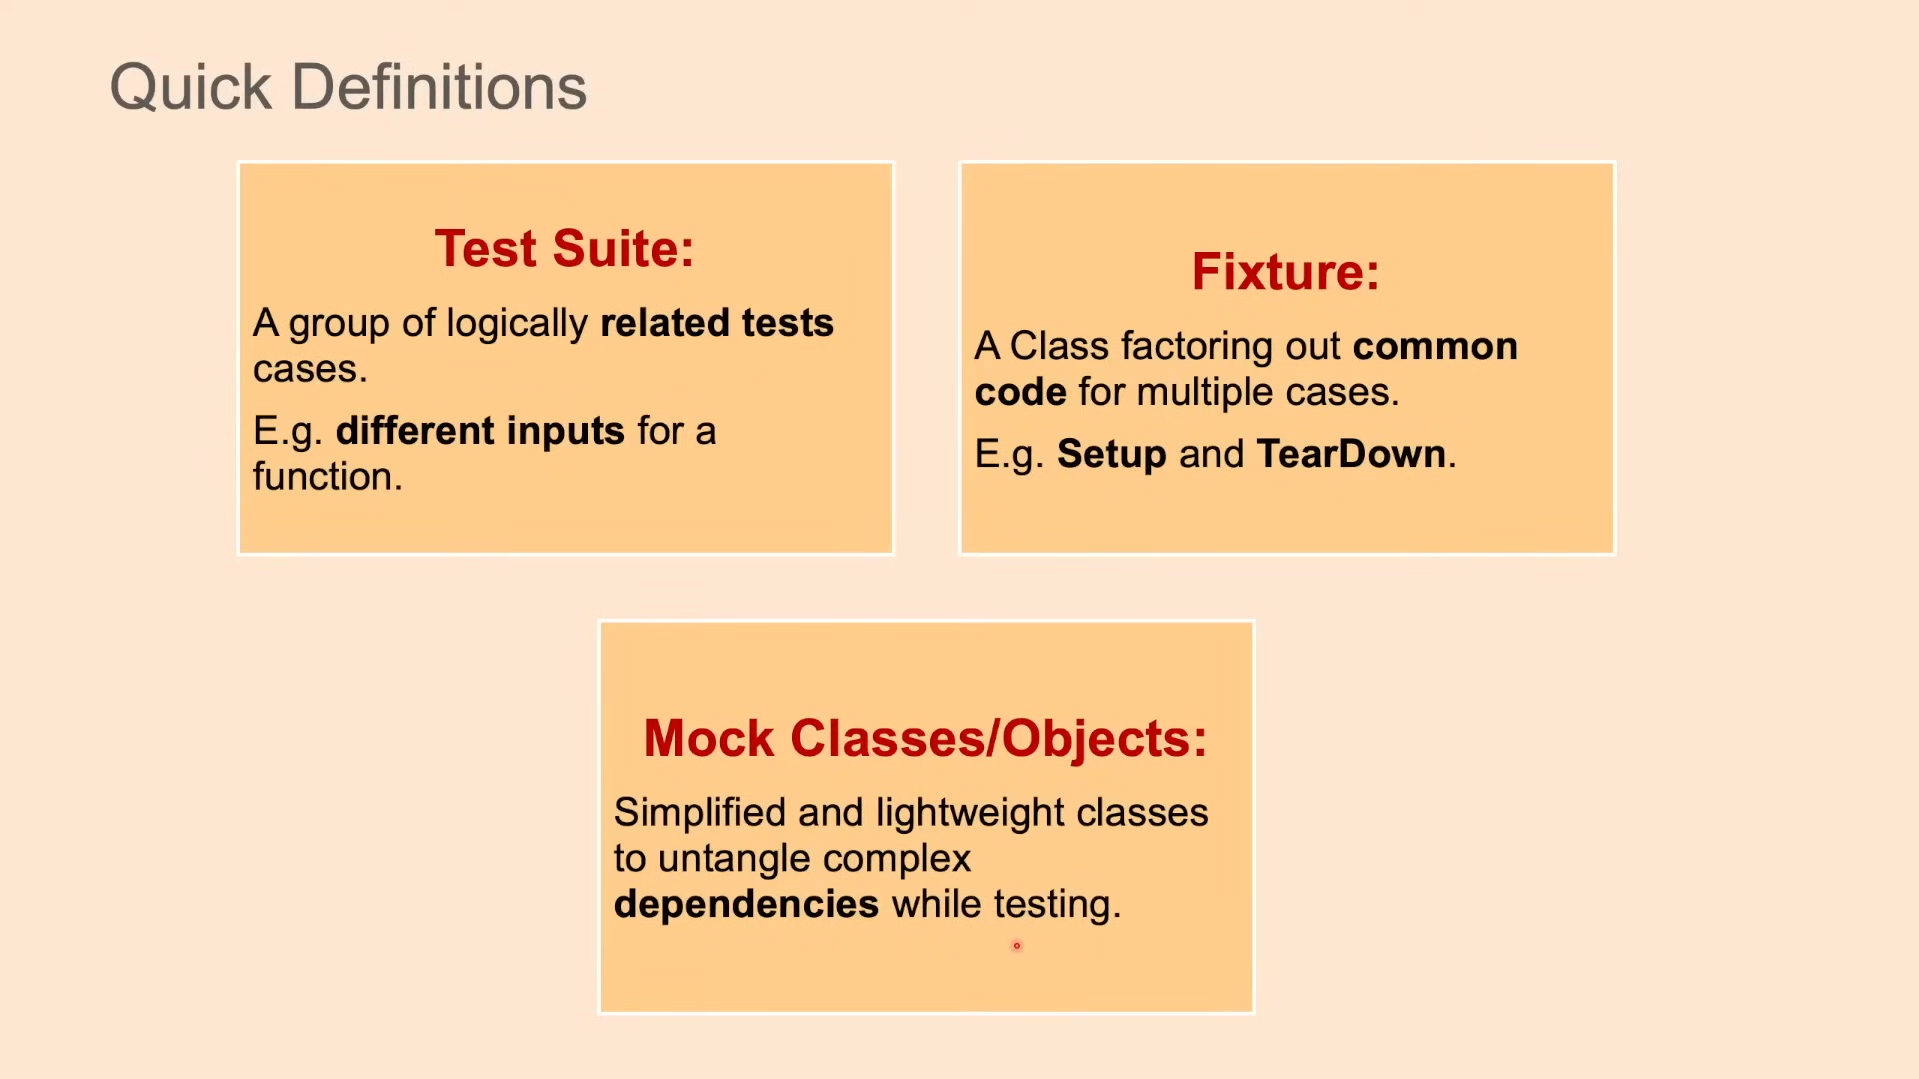 Quick Definitions
Test Suite:
A group of logically related tests
cases.
E.g. different inputs for a
function.
Fixture:
A Class factoring out common
code for multiple cases.
E.g. Setup and TearDown.
Mock Classes/Objects:
Simplified and lightweight classes
to untangle complex
dependencies while testing.